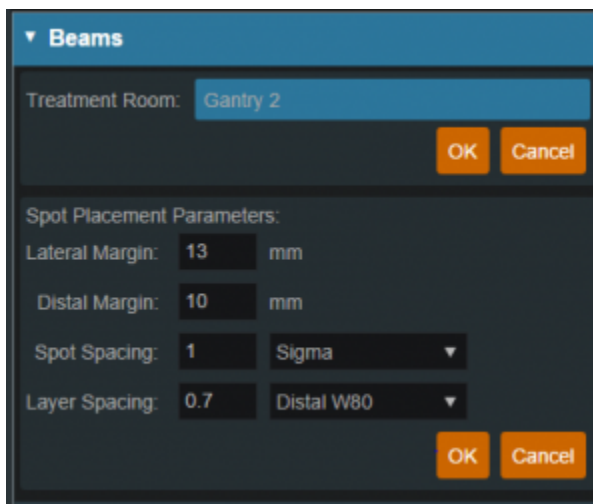 Beams
Treatment Room: Gantry 2
OK Cancel
Spot Placement Parameters:
Lateral Margin: 13 mm
Distal Margin: 10 mm
Spot Spacing: 1 Sigma
Layer Spacing: 0.7 Distal W80
OK Cancel